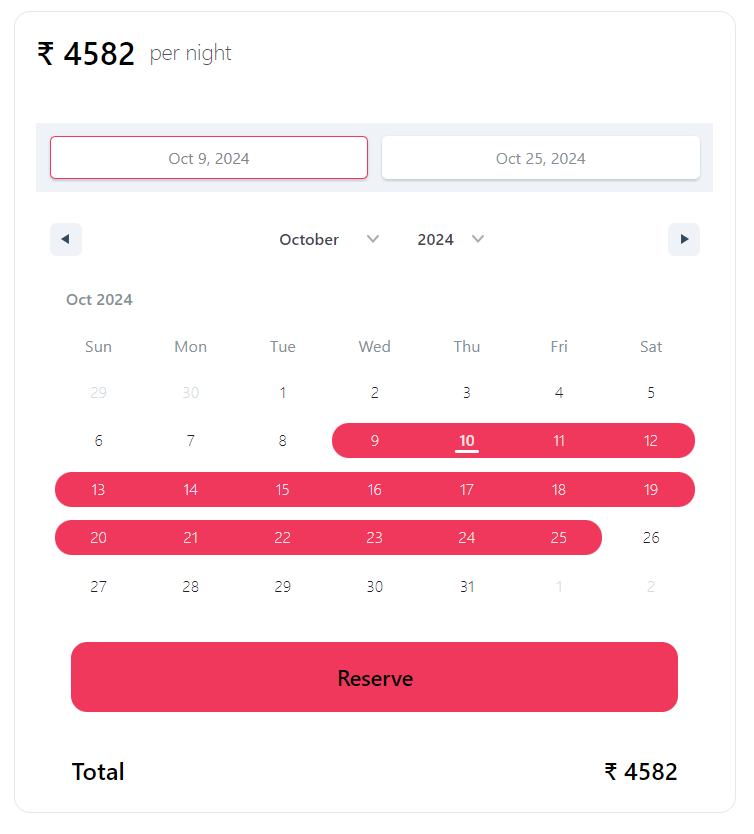 ₹ 4582 per night
Oct 9, 2024 Oct 25, 2024
October 2024
Oct 2024
Sun Mon Tue Wed Thu Fri Sat
29 30 1 2 3 4 5
6 7 8 9 10 11 12
13 14 15 16 17 18 19
20 21 22 23 24 25 26
27 28 29 30 31 1 2
Reserve
Total ₹ 4582